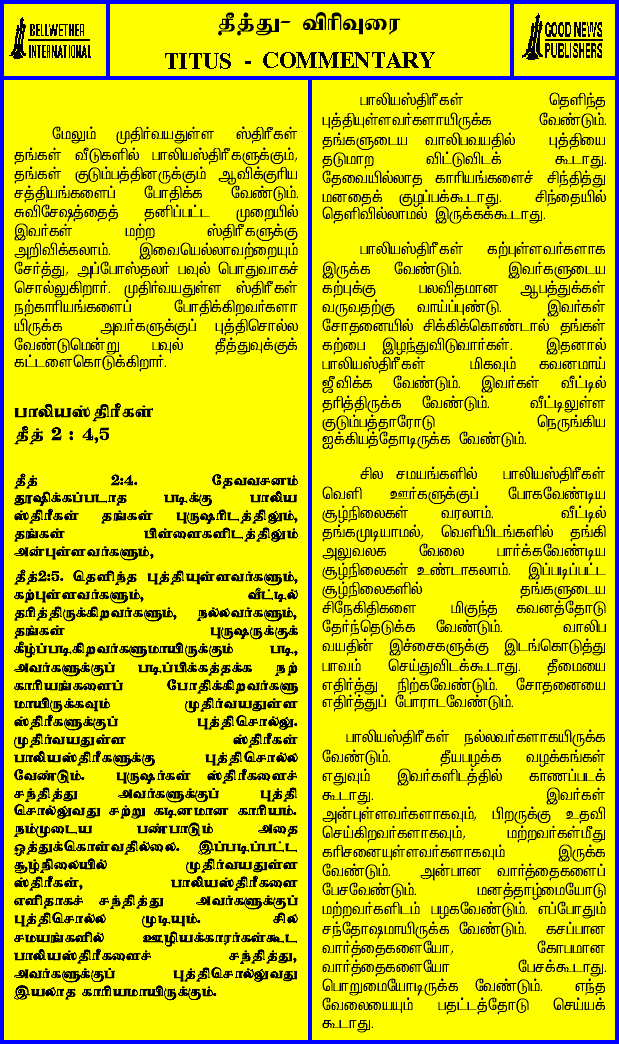 BELLWETHER
INTERNATIONAL
தீத்து- விரிவுரை
TITUS - COMMENTARY
GOOD NEWS
PUBLISHERS
மேலும் முதிர்வயதுள்ள ஸ்திரீகள்
தங்கள் வீடுகளில் பாலியஸ்திரீகளுக்கும்,
தங்கள் குடும்பத்தினருக்கும் ஆவிக்குரிய
சத்தியங்களைப் போதிக்க வேண்டும்.
சுவிசேஷத்தைத் தனிப்பட்ட முறையில்
இவர்கள் மற்ற ஸ்திரீகளுக்கு
அறிவிக்கலாம். இவையெல்லாவற்றையும்
சேர்த்து, அப்போஸ்தலர் பவுல் பொதுவாகச்
சொல்லுகிறார். முதிர்வயதுள்ள ஸ்திரீகள்
நற்காரியங்களைப் போதிக்கிறவர்களா
யிருக்க அவர்களுக்குப் புத்திசொல்ல
வேண்டுமென்று பவுல் தீத்துவுக்குக்
கட்டளைகொடுக்கிறார்.
பாலியஸ்திரீகள்
தீத் 2 : 4,5
தீத் 2:4. தேவவசனம்
தூஷிக்கப்படாத படிக்கு பாலிய
ஸ்திரீகள் தங்கள் புருஷரிடத்திலும்,
தங்கள் பிள்ளைகளிடத்திலும்
அன்புள்ளவர்களும்,
தீத்2:5. தெளிந்த புத்தியுள்ளவர்களும்,
கற்புள்ளவர்களும், வீட்டில்
தரித்திருக்கிறவர்களும், நல்லவர்களும்,
தங்கள் புருஷருக்குக்
கீழ்ப்படிகிறவர்களுமாயிருக்கும் படி,
அவர்களுக்குப் படிப்பிக்கத்தக்க நற்
காரியங்களைப் போதிக்கிறவர்களு
மாயிருக்கவும் முதிர்வயதுள்ள
ஸ்திரீகளுக்குப் புத்திசொல்லு.
முதிர்வயதுள்ள ஸ்திரீகள்
பாலியஸ்திரீகளுக்கு புத்திசொல்ல
வேண்டும். புருஷர்கள் ஸ்திரீகளைச்
சந்தித்து அவர்களுக்குப் புத்தி
சொல்லுவது சற்று கடினமான காரியம்.
நம்முடைய பண்பாடும் அதை
ஒத்துக்கொள்வதில்லை. இப்படிப்பட்ட
சூழ்நிலையில் முதிர்வயதுள்ள
ஸ்திரீகள், பாலியஸ்திரீகளை
எளிதாகச் சந்தித்து அவர்களுக்குப்
புத்திசொல்ல முடியும். சில
சமயங்களில் ஊழியக்காரர்கள்கூட
பாலியஸ்திரீகளைச் சந்தித்து,
அவர்களுக்குப் புத்திசொல்லுவது
இயலாத காரியமாயிருக்கும்.
பாலியஸ்திரீகள் தெளிந்த
புத்தியுள்ளவர்களாயிருக்க வேண்டும்.
தங்களுடைய வாலிபவயதில் புத்தியை
தடுமாற விட்டுவிடக் கூடாது.
தேவையில்லாத காரியங்களைச் சிந்தித்து
மனதைக் குழப்பக்கூடாது. சிந்தையில்
தெளிவில்லாமல் இருக்கக்கூடாது.
பாலியஸ்திரீகள் கற்புள்ளவர்களாக
இருக்க வேண்டும். இவர்களுடைய
கற்புக்கு பலவிதமான ஆபத்துக்கள்
வருவதற்கு வாய்ப்புண்டு. இவர்கள்
சோதனையில் சிக்கிக்கொண்டால் தங்கள்
கற்பை இழந்துவிடுவார்கள். இதனால்
பாலியஸ்திரீகள் மிகவும் கவனமாய்
ஜீவிக்க வேண்டும். இவர்கள் வீட்டில்
தரித்திருக்க வேண்டும். வீட்டிலுள்ள
குடும்பத்தாரோடு நெருங்கிய
ஐக்கியத்தோடிருக்க வேண்டும்.
சில சமயங்களில் பாலியஸ்திரீகள்
வெளி ஊர்களுக்குப் போகவேண்டிய
சூழ்நிலைகள் வரலாம். வீட்டில்
தங்கமுடியாமல், வெளியிடங்களில் தங்கி
அலுவலக வேலை பார்க்கவேண்டிய
சூழ்நிலைகள் உண்டாகலாம். இப்படிப்பட்ட
சூழ்நிலைகளில் தங்களுடைய
சிநேகிதிகளை மிகுந்த கவனத்தோடு
தேர்ந்தெடுக்க வேண்டும். வாலிப
வயதின் இச்சைகளுக்கு இடங்கொடுத்து
பாவம் செய்துவிடக்கூடாது. தீமையை
எதிர்த்து நிற்கவேண்டும். சோதனையை
எதிர்த்துப் போராடவேண்டும்.
பாலியஸ்திரீகள் நல்லவர்களாகயிருக்க
வேண்டும். தீயபழக்க வழக்கங்கள்
எதுவும் இவர்களிடத்தில் காணப்படக்
கூடாது. இவர்கள்
அன்புள்ளவர்களாகவும், பிறருக்கு உதவி
செய்கிறவர்களாகவும், மற்றவர்கள்மீது
கரிசனையுள்ளவர்களாகவும் இருக்க
வேண்டும். அன்பான வார்த்தைகளைப்
பேசவேண்டும். மனத்தாழ்மையோடு
மற்றவர்களிடம் பழகவேண்டும். எப்போதும்
சந்தோஷமாயிருக்க வேண்டும். கசப்பான
வார்த்தைகளையோ, கோபமான
வார்த்தைகளையோ பேசக்கூடாது.
பொறுமையோடிருக்க வேண்டும். எந்த
வேலையையும் பதட்டத்தோடு செய்யக்
கூடாது.